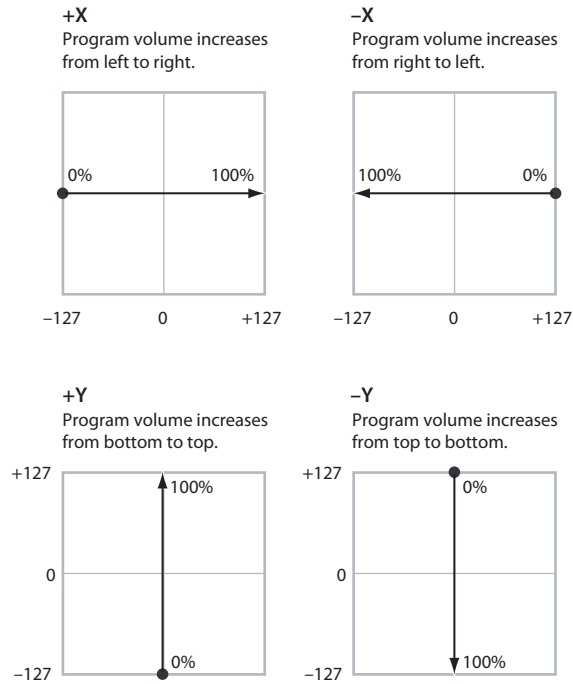 +X
Program volume increases
from left to right.
0%
100%
–127
0
+127
–X
Program volume increases
from right to left.
100%
0%
–127
0
+127
+Y
Program volume increases
from bottom to top.
+127
100%
0
0%
–127
–Y
Program volume increases
from top to bottom.
+127
0%
0
100%
–127